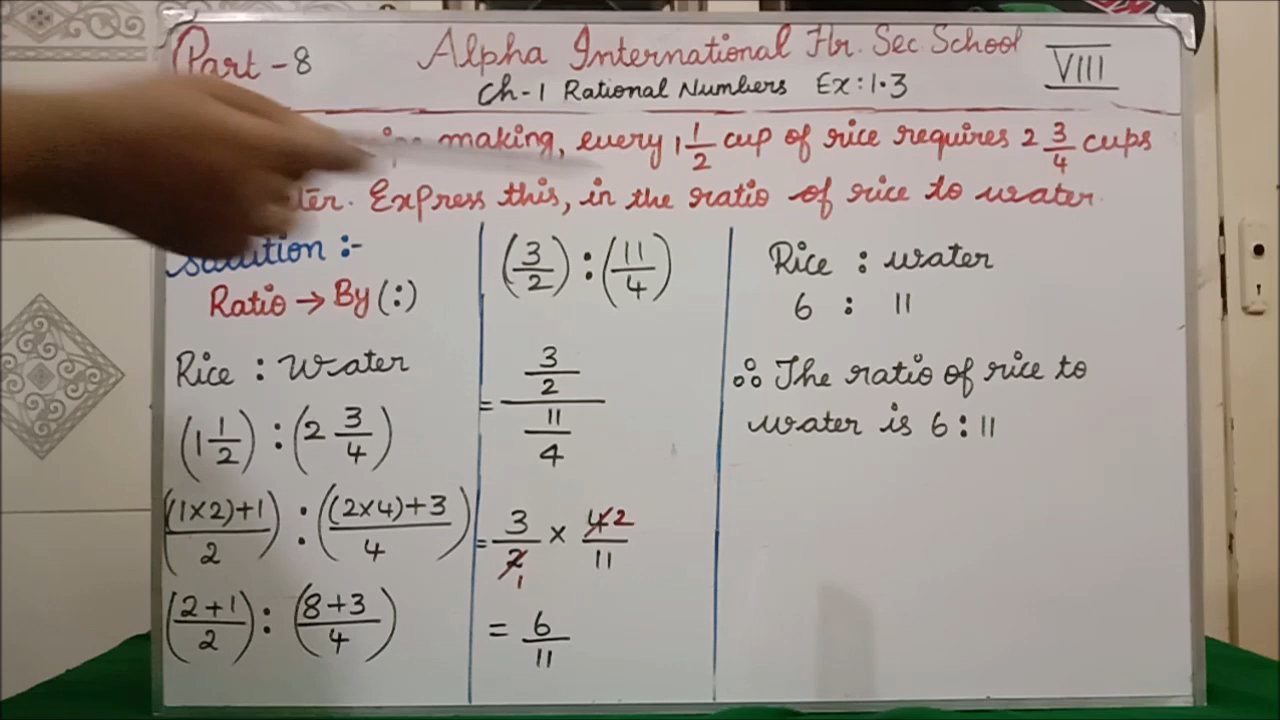 Part - 8
Alpha International Hr. Sec School
VIII
Ch-1 Rational Numbers Ex: 1.3
making, every 1 1/2 cup of rice requires 2 3/4 cups
Express this, in the ratio of rice to water.
Solution :-
Ratio → By (:)
Rice : Water
(1 1/2) : (2 3/4)
((1×2)+1)/2) : ((2×4)+3)/4)
((2+1)/2) : ((8+3)/4)
(3/2) : (11/4)
= 3/2 / 11/4
= 3/2 1 × 4 2/11
= 6/11
Rice : water
6 : 11
∴ The ratio of rice to
water is 6 : 11